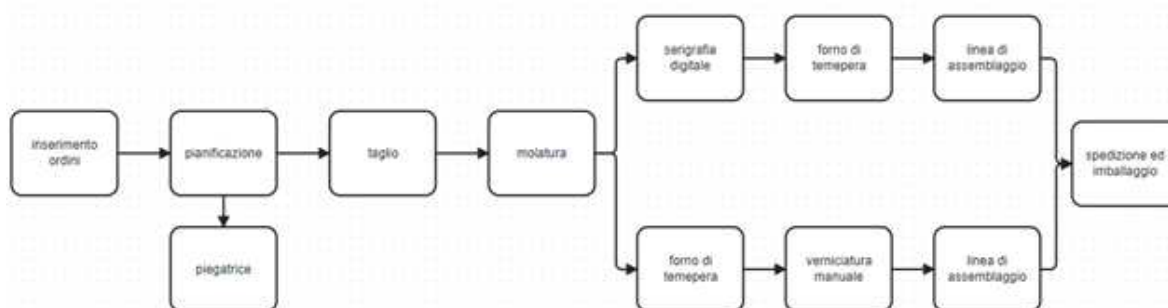 serigrafia
digitale
forno di
temepera
linea di
assemblaggio
inserimento
ordini
pianificazione
taglio
molatura
spedizione ed
imballaggio
piegatrice
forno di
temepera
verniciatura
manuale
linea di
assemblaggio